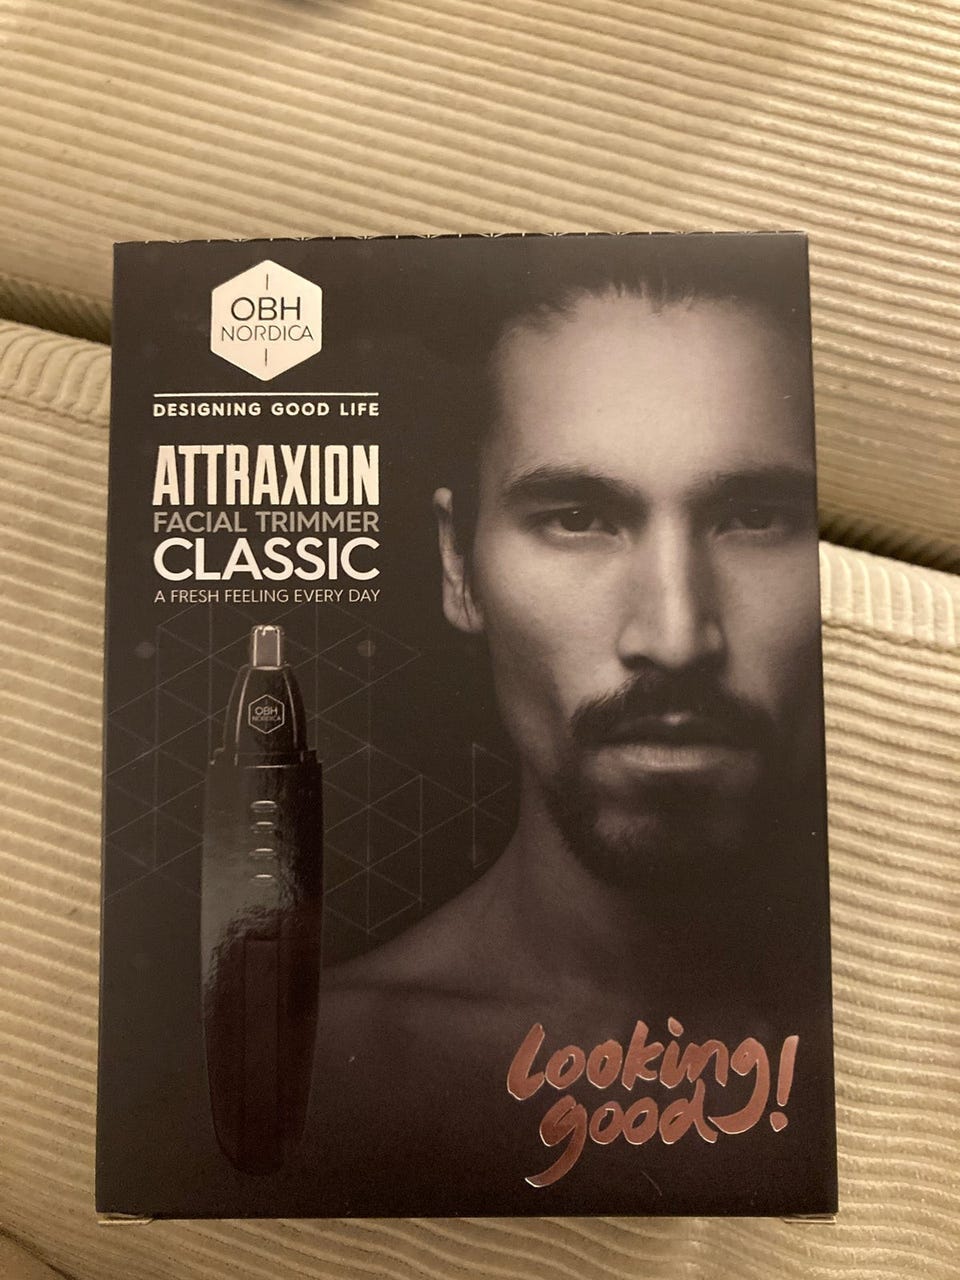 OBH
NORDICA
DESIGNING GOOD LIFE
ATTRAXION
FACIAL TRIMMER
CLASSIC
A FRESH FEELING EVERY DAY
OBH
NORDICA
Looking
good!